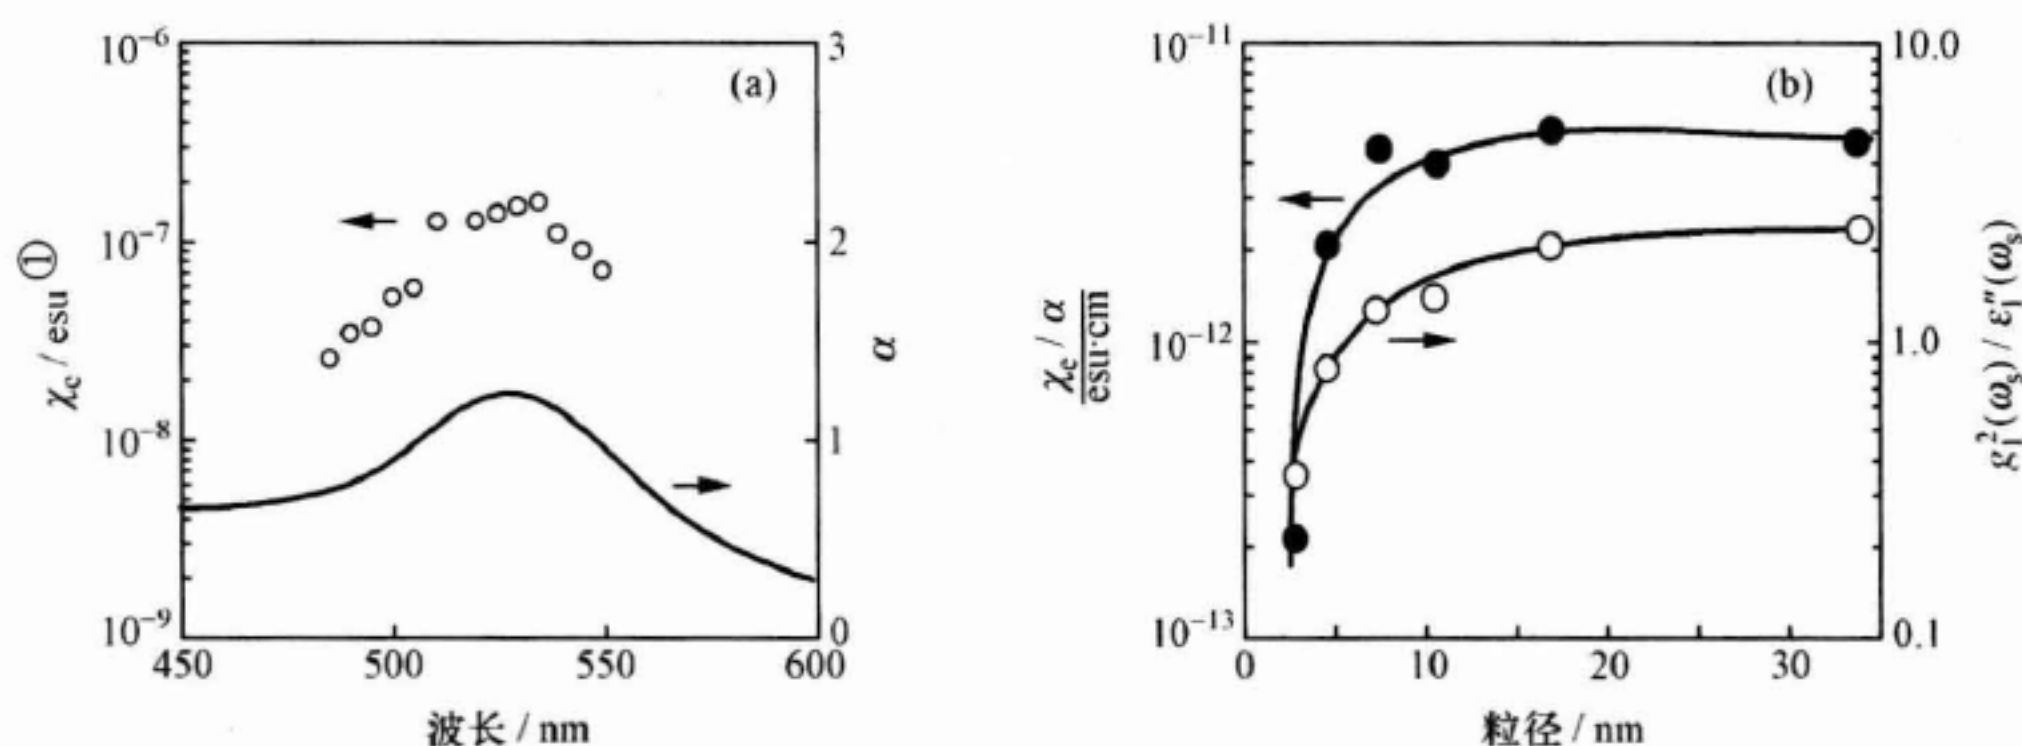 (a)
10⁻⁶
10⁻⁷
10⁻⁸
10⁻⁹
χₑ / esu ①
3
2
1
0
α
450 500 550 600
波长 / nm
(b)
10⁻¹¹
10⁻¹²
10⁻¹³
χₑ / α
esu·cm
10.0
1.0
0.1
g₁²(ωₛ) / ε₁″(ωₛ)
0 10 20 30
粒径 / nm